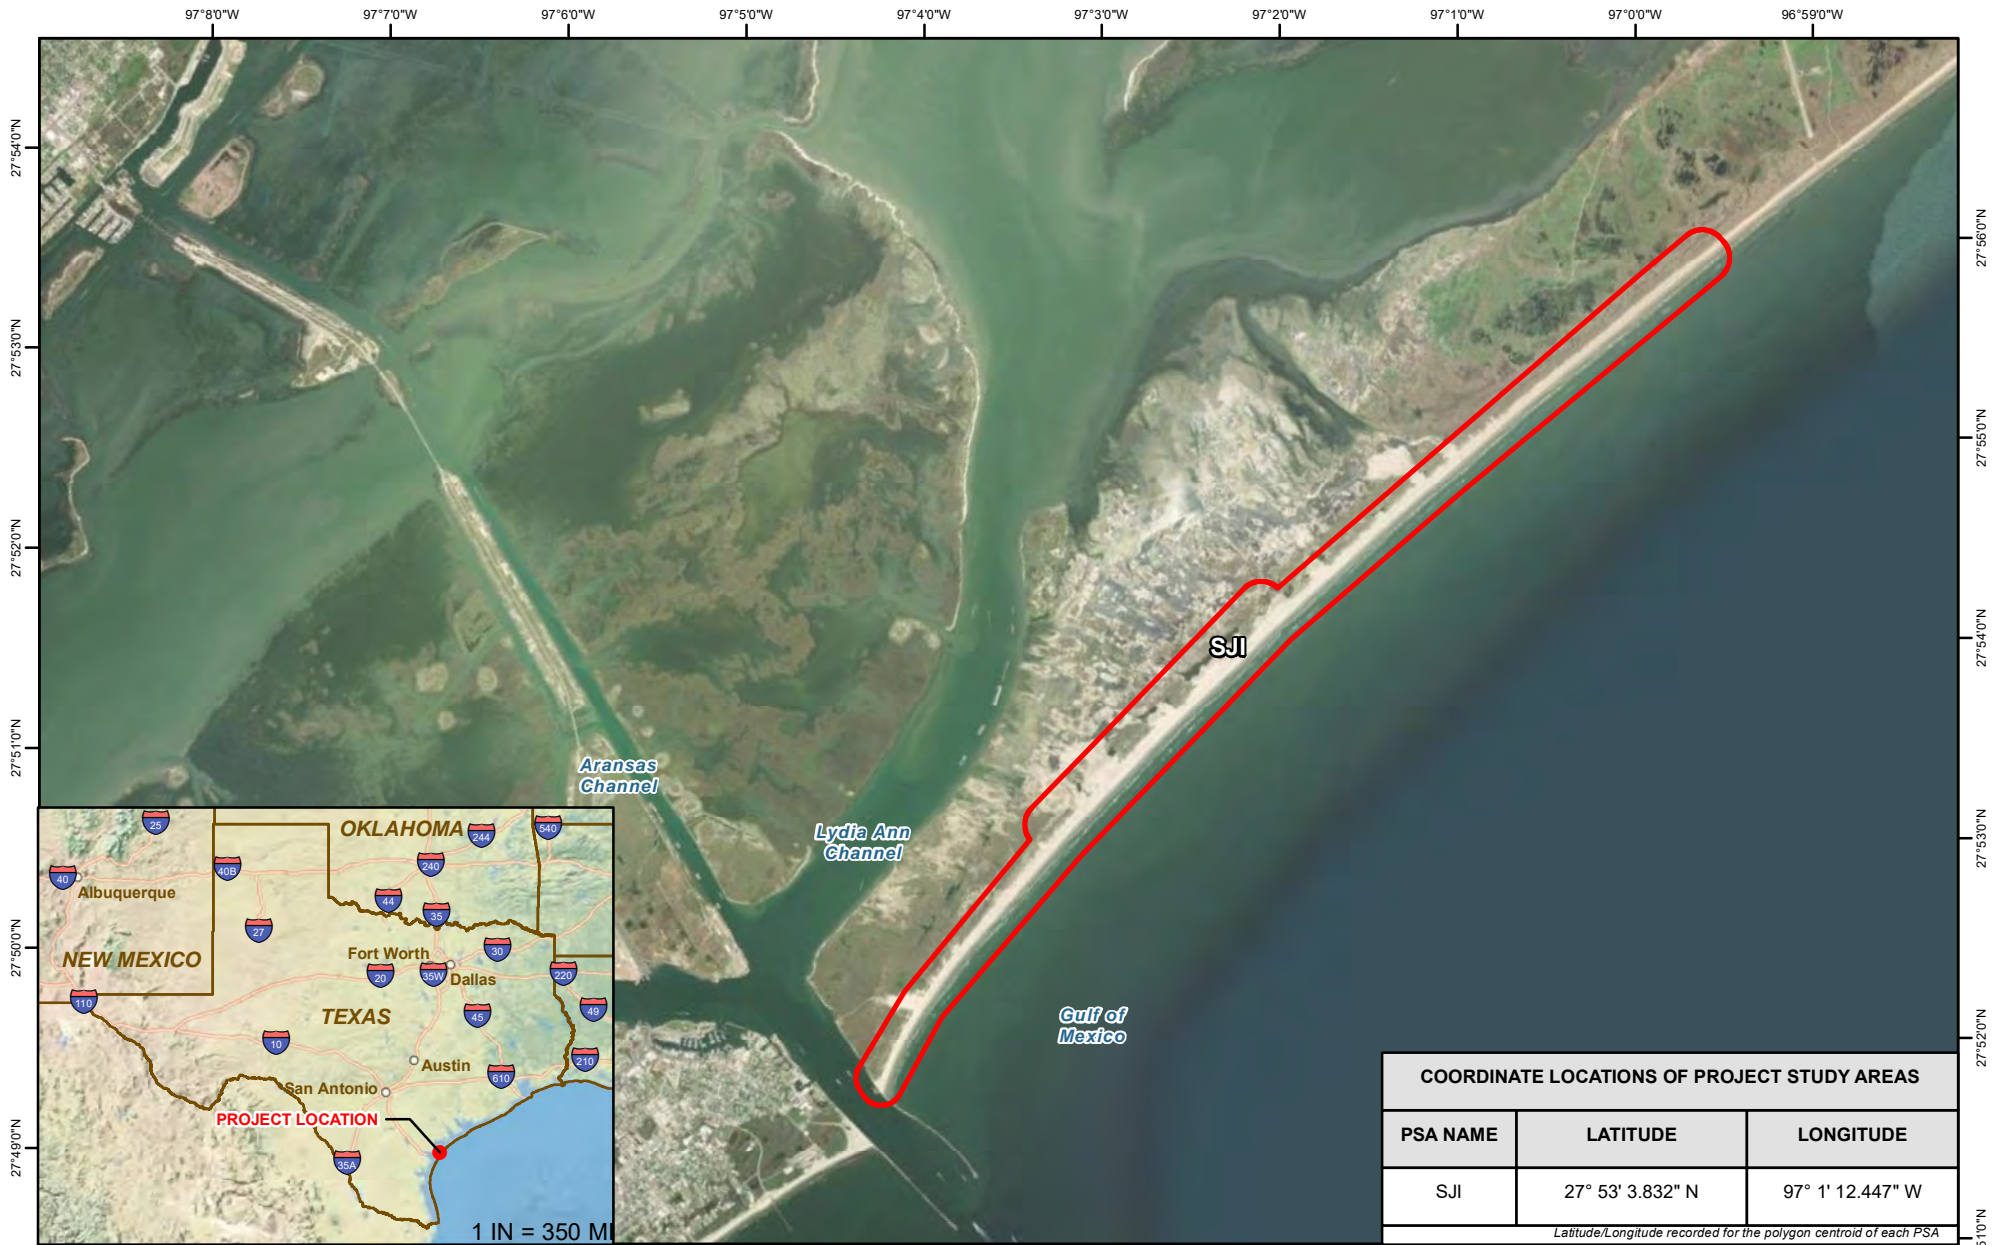 97°8'0"W
97°7'0"W
97°6'0"W
97°5'0"W
97°4'0"W
97°3'0"W
97°2'0"W
97°1'0"W
97°0'0"W
96°59'0"W
27°54'0"N
27°53'0"N
27°52'0"N
27°51'0"N
27°50'0"N
27°49'0"N
27°56'0"N
27°55'0"N
27°54'0"N
27°53'0"N
27°52'0"N
51'0"N
SJI
Aransas
Channel
Lydia Ann
Channel
Gulf of
Mexico
25
OKLAHOMA
244
540
40
Albuquerque
40B
240
44
35
27
NEW MEXICO
Fort Worth
30
20
35W
Dallas
220
110
TEXAS
45
49
10
Austin
210
San Antonio
610
PROJECT LOCATION
35A
1 IN = 350 MI
COORDINATE LOCATIONS OF PROJECT STUDY AREAS
PSA NAME LATITUDE LONGITUDE
SJI 27° 53' 3.832" N 97° 1' 12.447" W
Latitude/Longitude recorded for the polygon centroid of each PSA